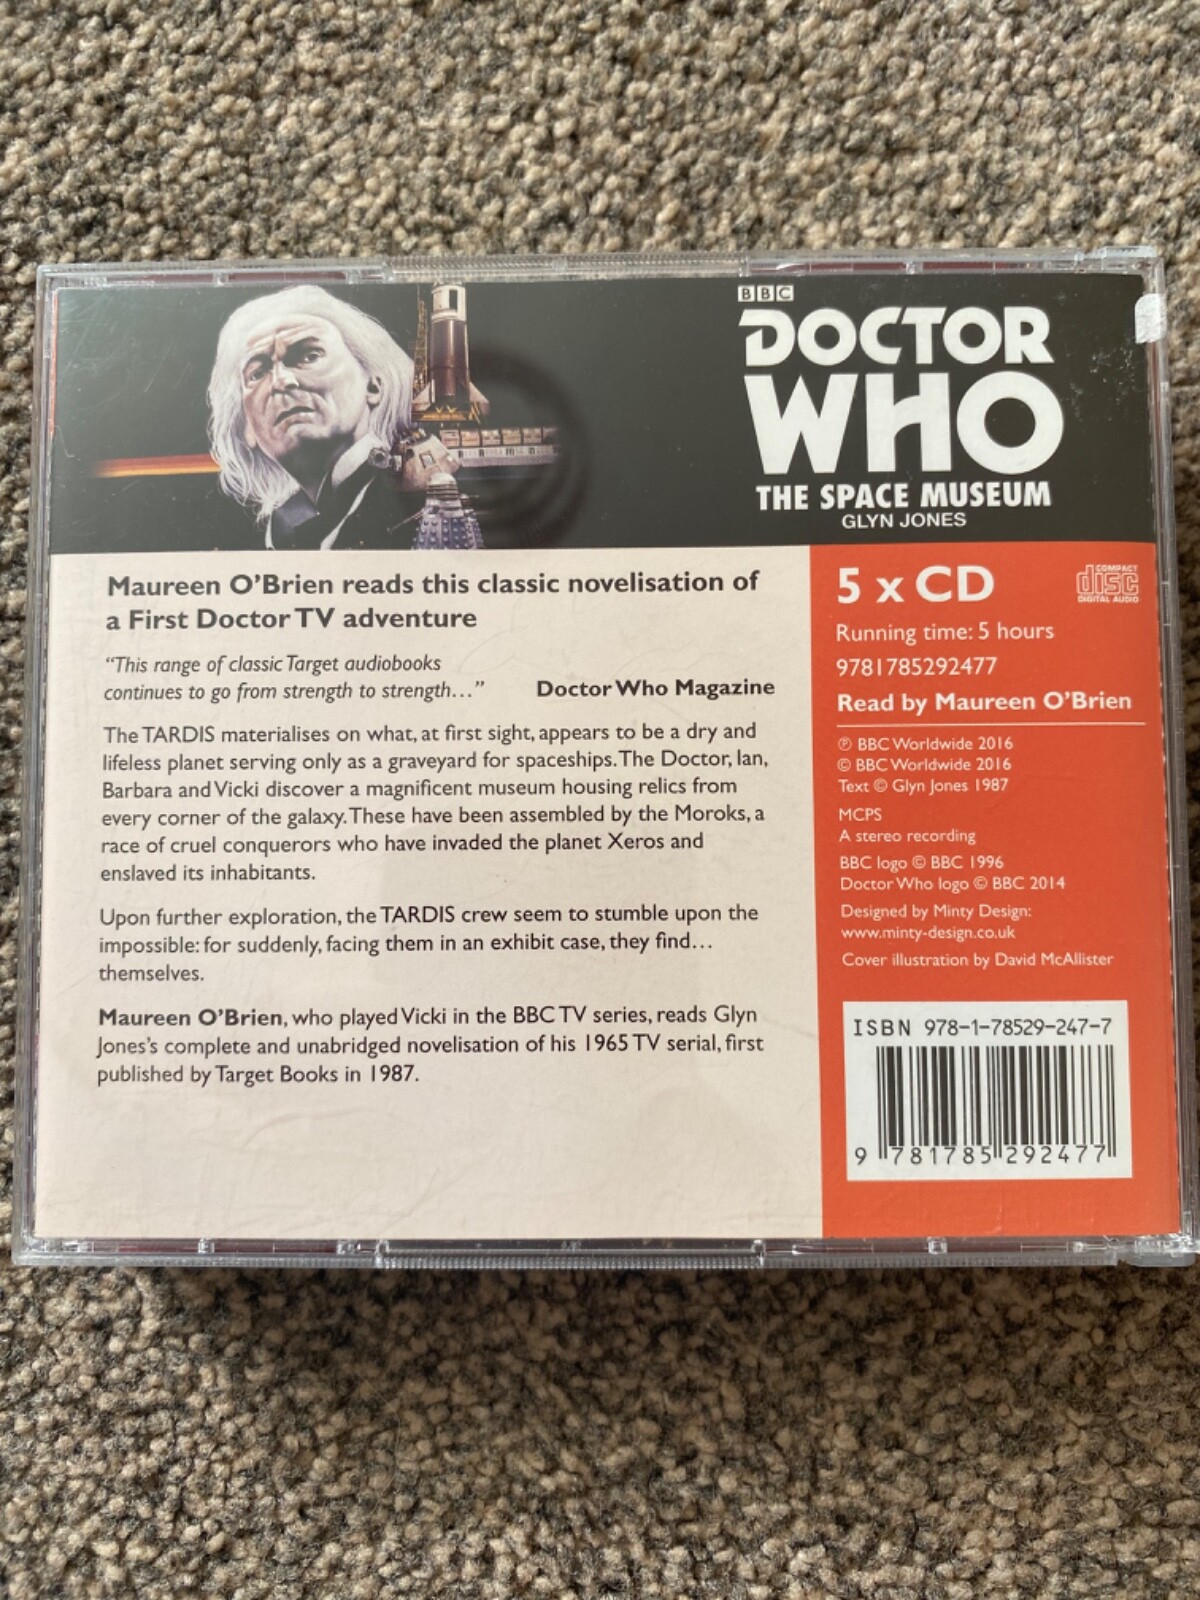 BBC
DOCTOR
WHO
THE SPACE MUSEUM
GLYN JONES
Maureen O'Brien reads this classic novelisation of
a First Doctor TV adventure
"This range of classic Target audiobooks
continues to go from strength to strength…"
Doctor Who Magazine
The TARDIS materialises on what, at first sight, appears to be a dry and
lifeless planet serving only as a graveyard for spaceships. The Doctor, Ian,
Barbara and Vicki discover a magnificent museum housing relics from
every corner of the galaxy. These have been assembled by the Moroks, a
race of cruel conquerors who have invaded the planet Xeros and
enslaved its inhabitants.
Upon further exploration, the TARDIS crew seem to stumble upon the
impossible: for suddenly, facing them in an exhibit case, they find…
themselves.
Maureen O'Brien, who played Vicki in the BBC TV series, reads Glyn
Jones's complete and unabridged novelisation of his 1965 TV serial, first
published by Target Books in 1987.
5 x CD
COMPACT
disc
DIGITAL AUDIO
Running time: 5 hours
9781785292477
Read by Maureen O'Brien
℗ BBC Worldwide 2016
© BBC Worldwide 2016
Text © Glyn Jones 1987
MCPS
A stereo recording
BBC logo © BBC 1996
Doctor Who logo © BBC 2014
Designed by Minty Design:
www.minty-design.co.uk
Cover illustration by David McAllister
ISBN 978-1-78529-247-7
9 781785 292477